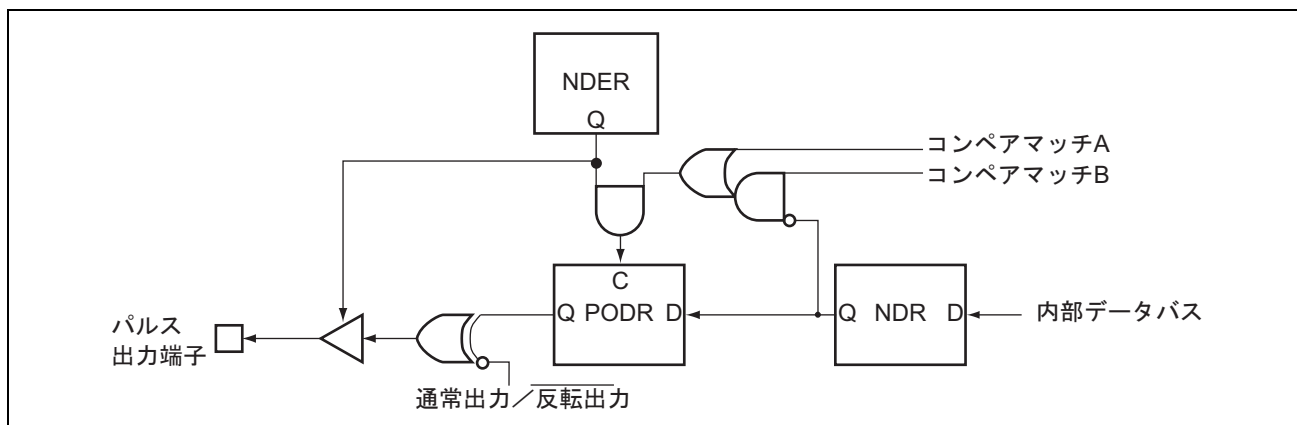 NDER
Q
コンペアマッチA
コンペアマッチB
C
Q PODR D
Q NDR D
内部データバス
パルス
出力端子
通常出力／反転出力